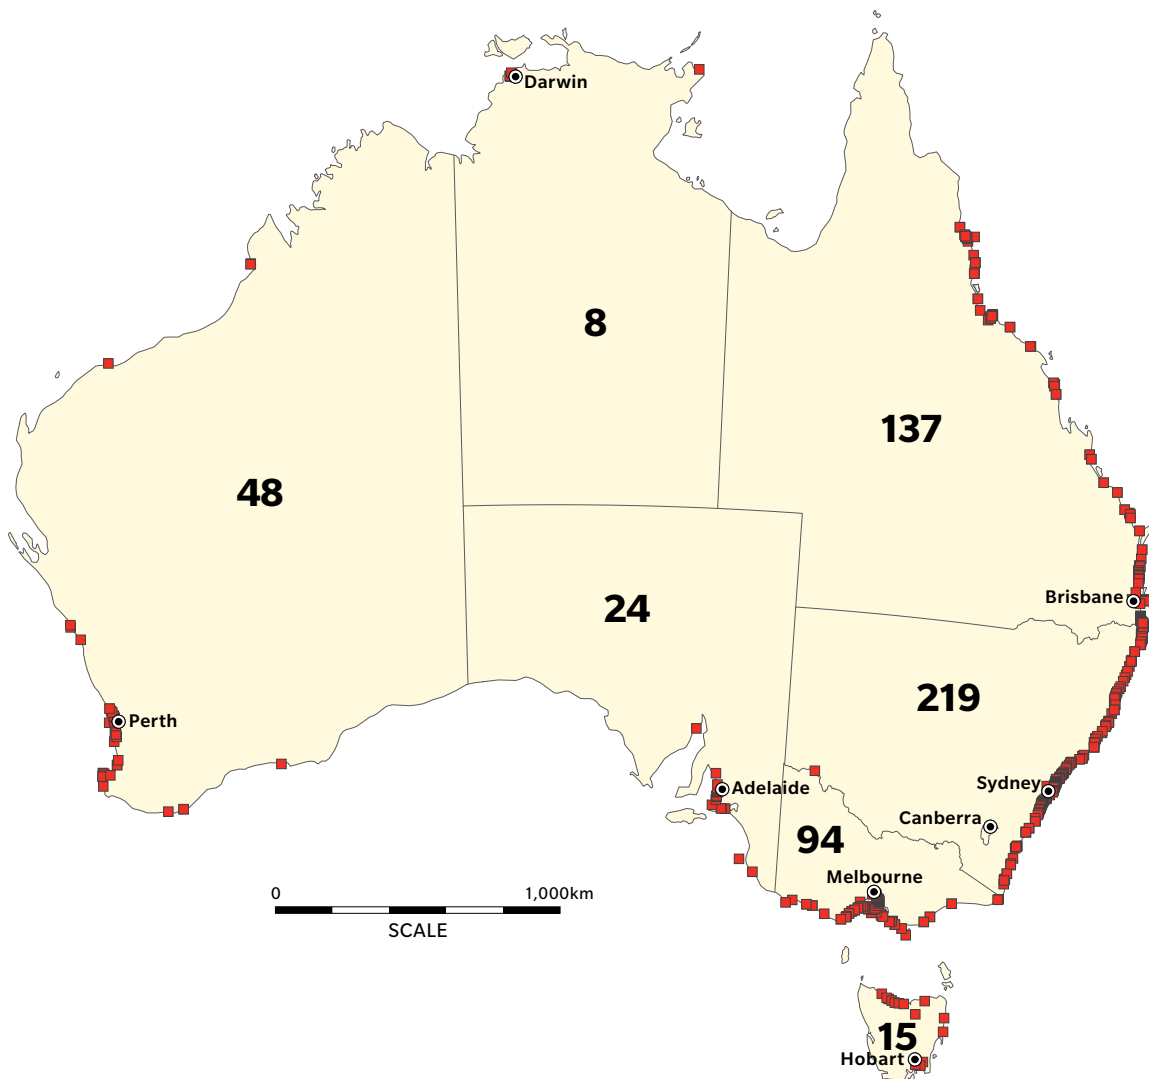 Darwin
8
137
48
24
Brisbane
219
Perth
Sydney
Adelaide
Canberra
94
Melbourne
0 1,000km
SCALE
15
Hobart